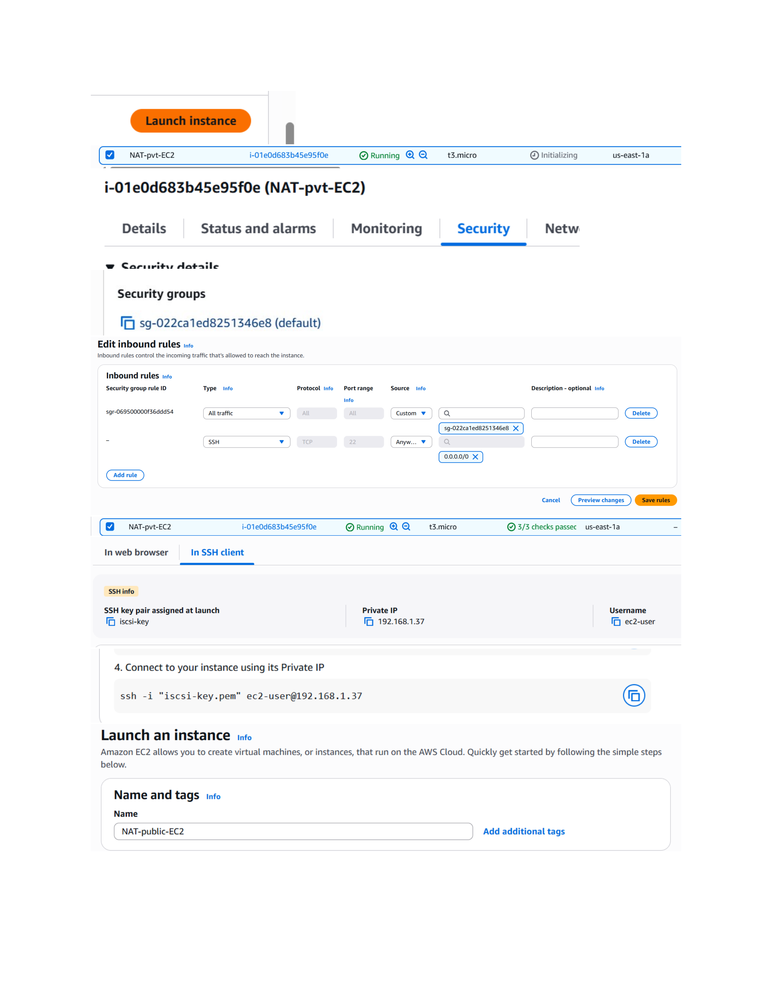 Launch instance
NAT-pvt-EC2 i-01e0d683b45e95f0e Running t3.micro Initializing us-east-1a
i-01e0d683b45e95f0e (NAT-pvt-EC2)
Details Status and alarms Monitoring Security Netw
Security details
Security groups
sg-022ca1ed8251346e8 (default)
Edit inbound rules Info
Inbound rules control the incoming traffic that's allowed to reach the instance.
Inbound rules Info
Security group rule ID Type Info Protocol Info Port range Source Info Description - optional Info
Info
sgr-069500000f36ddd54 All traffic All All Custom Delete
sg-022ca1ed8251346e8
– SSH TCP 22 Anyw... Delete
0.0.0.0/0
Add rule
Cancel Preview changes Save rules
NAT-pvt-EC2 i-01e0d683b45e95f0e Running t3.micro 3/3 checks passec us-east-1a –
In web browser In SSH client
SSH info
SSH key pair assigned at launch Private IP Username
iscsi-key 192.168.1.37 ec2-user
4. Connect to your instance using its Private IP
ssh -i "iscsi-key.pem" ec2-user@192.168.1.37
Launch an instance Info
Amazon EC2 allows you to create virtual machines, or instances, that run on the AWS Cloud. Quickly get started by following the simple steps
below.
Name and tags Info
Name
NAT-public-EC2 Add additional tags